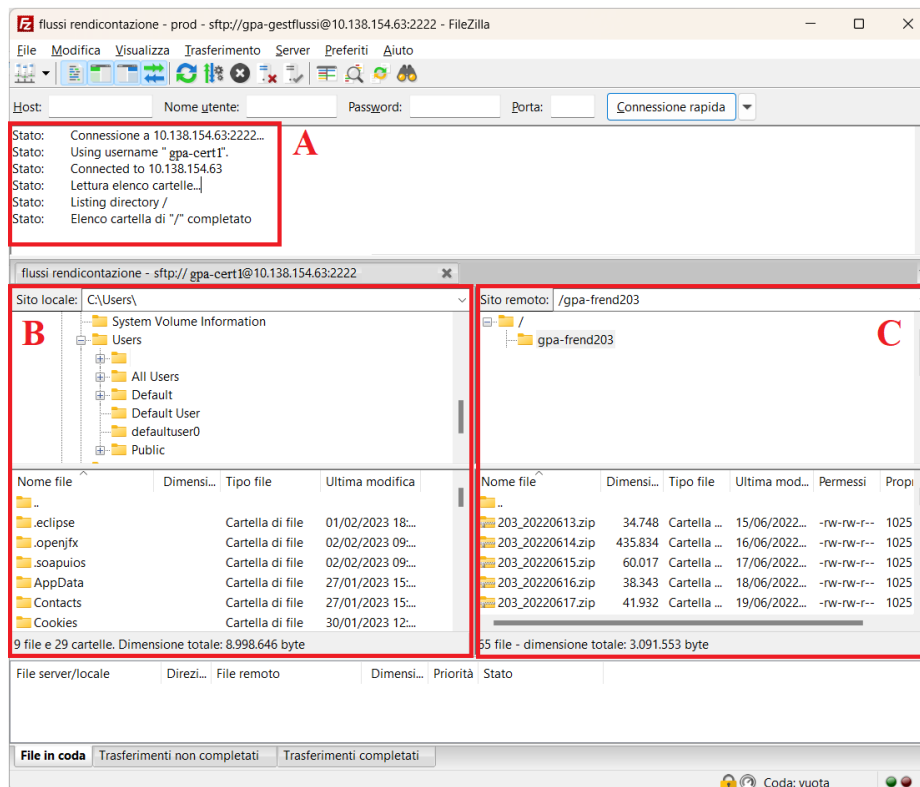 flussi rendicontazione - prod - sftp://gpa-gestflussi@10.138.154.63:2222 - FileZilla
File Modifica Visualizza Trasferimento Server Preferiti Aiuto
Host: Nome utente: Password: Porta: Connessione rapida
Stato: Connessione a 10.138.154.63:2222...
Stato: Using username " gpa-cert1".
Stato: Connected to 10.138.154.63
Stato: Lettura elenco cartelle...
Stato: Listing directory /
Stato: Elenco cartella di "/" completato
A
flussi rendicontazione - sftp:// gpa-cert1@10.138.154.63:2222
Sito locale: C:\Users\
B
System Volume Information
Users
All Users
Default
Default User
defaultuser0
Public
Sito remoto: /gpa-frend203
/
gpa-frend203
C
Nome file Dimensi... Tipo file Ultima modifica
..
.eclipse Cartella di file 01/02/2023 18:...
.openjfx Cartella di file 02/02/2023 09:...
.soapuios Cartella di file 02/02/2023 09:...
AppData Cartella di file 27/01/2023 15:...
Contacts Cartella di file 27/01/2023 15:...
Cookies Cartella di file 30/01/2023 12:...
9 file e 29 cartelle. Dimensione totale: 8.998.646 byte
Nome file Dimensi... Tipo file Ultima mod... Permessi Propi
..
203_20220613.zip 34.748 Cartella ... 15/06/2022... -rw-rw-r-- 1025
203_20220614.zip 435.834 Cartella ... 16/06/2022... -rw-rw-r-- 1025
203_20220615.zip 60.017 Cartella ... 17/06/2022... -rw-rw-r-- 1025
203_20220616.zip 38.343 Cartella ... 18/06/2022... -rw-rw-r-- 1025
203_20220617.zip 41.932 Cartella ... 19/06/2022... -rw-rw-r-- 1025
65 file - dimensione totale: 3.091.553 byte
File server/locale Direzi... File remoto Dimensi... Priorità Stato
File in coda Trasferimenti non completati Trasferimenti completati
Coda: vuota